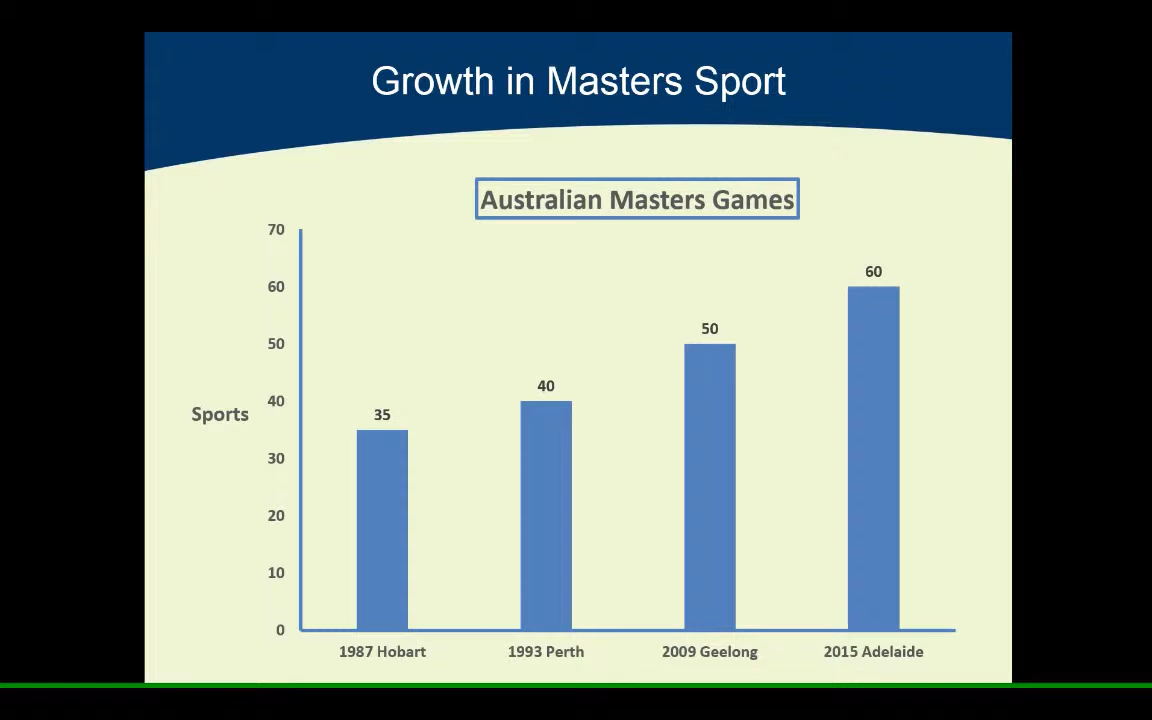 Growth in Masters Sport
Australian Masters Games
70
60
50
40
30
20
10
0
Sports
35
40
50
60
1987 Hobart
1993 Perth
2009 Geelong
2015 Adelaide